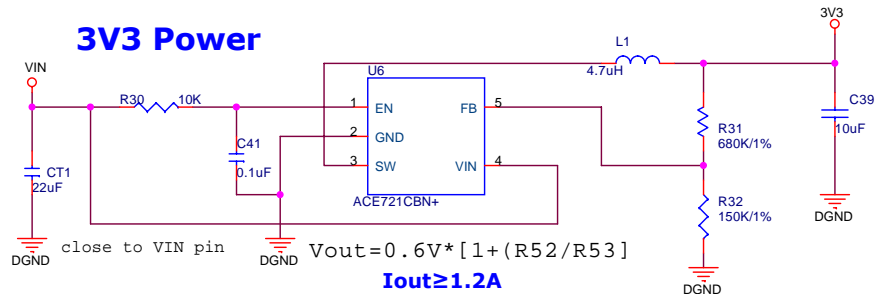 3V3 Power
3V3
VIN
L1
4.7uH
U6
R30 10K
1 EN
FB 5
C39
10uF
R31
680K/1%
C41
0.1uF
2 GND
3 SW
VIN 4
CT1
22uF
ACE721CBN+
R32
150K/1%
DGND
close to VIN pin
Vout=0.6V*[1+(R52/R53]
DGND
DGND
Iout≥1.2A
DGND